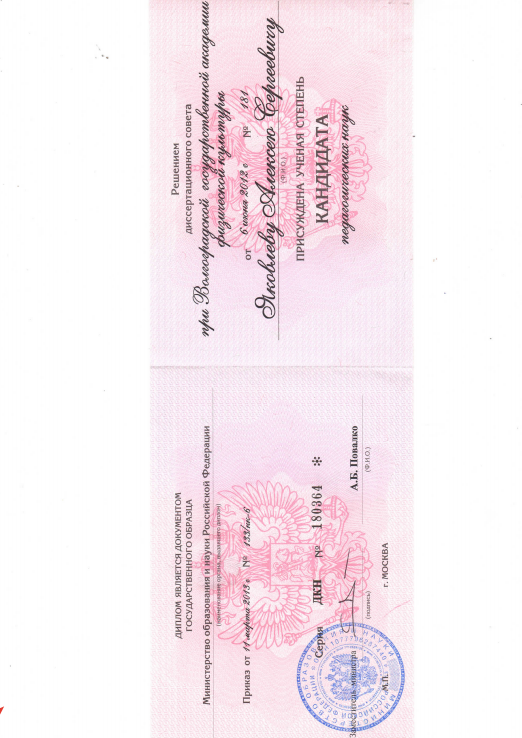 ДИПЛОМ ЯВЛЯЕТСЯ ДОКУМЕНТОМ
ГОСУДАРСТВЕННОГО ОБРАЗЦА
Министерство образования и науки Российской Федерации
(наименование органа, выдавшего диплом)
Приказ от 11 марта 2013 г. № 133/нк-6
Серия ДКН № 180364 *
Заместитель министра А.Б. Повалко
(подпись) (Ф.И.О.)
М.П. г. МОСКВА
Решением
диссертационного совета
при Волгоградской государственной академии
физической культуры
от 6 июня 2012 г. № 181
Яковлеву Алексею Сергеевичу
(Ф.И.О.)
ПРИСУЖДЕНА УЧЕНАЯ СТЕПЕНЬ
КАНДИДАТА
педагогических наук